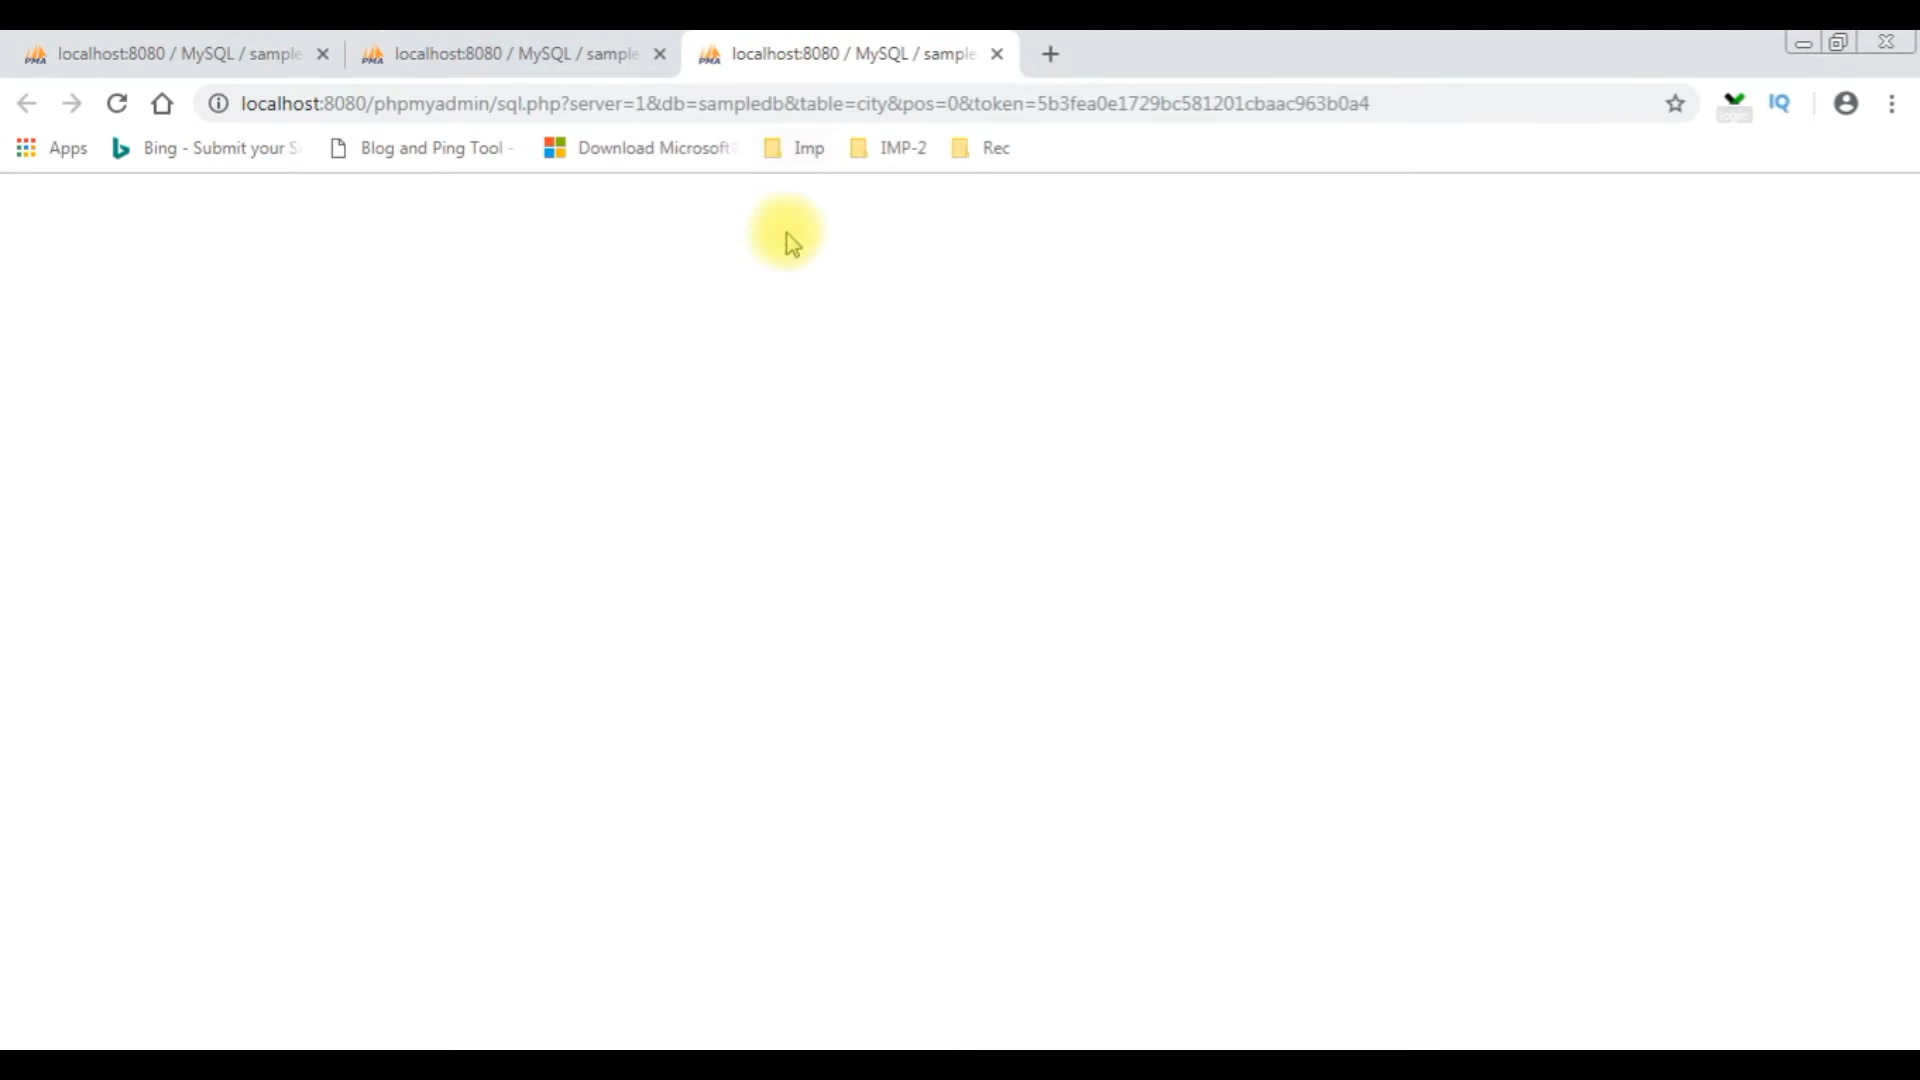 localhost:8080 / MySQL / sample
localhost:8080 / MySQL / sample
localhost:8080 / MySQL / sample
localhost:8080/phpmyadmin/sql.php?server=1&db=sampledb&table=city&pos=0&token=5b3fea0e1729bc581201cbaac963b0a4
login
IQ
Apps
Bing - Submit your S
Blog and Ping Tool -
Download Microsoft
Imp
IMP-2
Rec